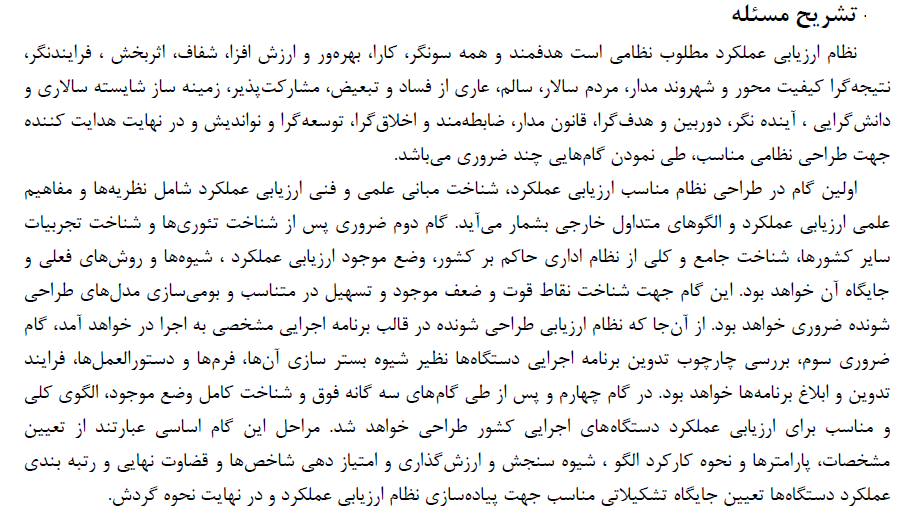 · تشریح مسئله
نظام ارزیابی عملکرد مطلوب نظامی است هدفمند و همه سونگر، کارا، بهره‌ور و ارزش افزا، شفاف، اثربخش ، فرایندنگر،
نتیجه‌گرا کیفیت محور و شهروند مدار، مردم سالار، سالم، عاری از فساد و تبعیض، مشارکت‌پذیر، زمینه ساز شایسته سالاری و
دانش‌گرایی ، آینده نگر، دوربین و هدف‌گرا، قانون مدار، ضابطه‌مند و اخلاق‌گرا، توسعه‌گرا و نواندیش و در نهایت هدایت کننده
جهت طراحی نظامی مناسب، طی نمودن گام‌هایی چند ضروری می‌باشد.
اولین گام در طراحی نظام مناسب ارزیابی عملکرد، شناخت مبانی علمی و فنی ارزیابی عملکرد شامل نظریه‌ها و مفاهیم
علمی ارزیابی عملکرد و الگوهای متداول خارجی بشمار می‌آید. گام دوم ضروری پس از شناخت تئوری‌ها و شناخت تجربیات
سایر کشورها، شناخت جامع و کلی از نظام اداری حاکم بر کشور، وضع موجود ارزیابی عملکرد ، شیوه‌ها و روش‌های فعلی و
جایگاه آن خواهد بود. این گام جهت شناخت نقاط قوت و ضعف موجود و تسهیل در متناسب و بومی‌سازی مدل‌های طراحی
شونده ضروری خواهد بود. از آن‌جا که نظام ارزیابی طراحی شونده در قالب برنامه اجرایی مشخصی به اجرا در خواهد آمد، گام
ضروری سوم، بررسی چارچوب تدوین برنامه اجرایی دستگاه‌ها نظیر شیوه بستر سازی آن‌ها، فرم‌ها و دستورالعمل‌ها، فرایند
تدوین و ابلاغ برنامه‌ها خواهد بود. در گام چهارم و پس از طی گام‌های سه گانه فوق و شناخت کامل وضع موجود، الگوی کلی
و مناسب برای ارزیابی عملکرد دستگاه‌های اجرایی کشور طراحی خواهد شد. مراحل این گام اساسی عبارتند از تعیین
مشخصات، پارامترها و نحوه کارکرد الگو ، شیوه سنجش و ارزش‌گذاری و امتیاز دهی شاخص‌ها و قضاوت نهایی و رتبه بندی
عملکرد دستگاه‌ها تعیین جایگاه تشکیلاتی مناسب جهت پیاده‌سازی نظام ارزیابی عملکرد و در نهایت نحوه گردش.